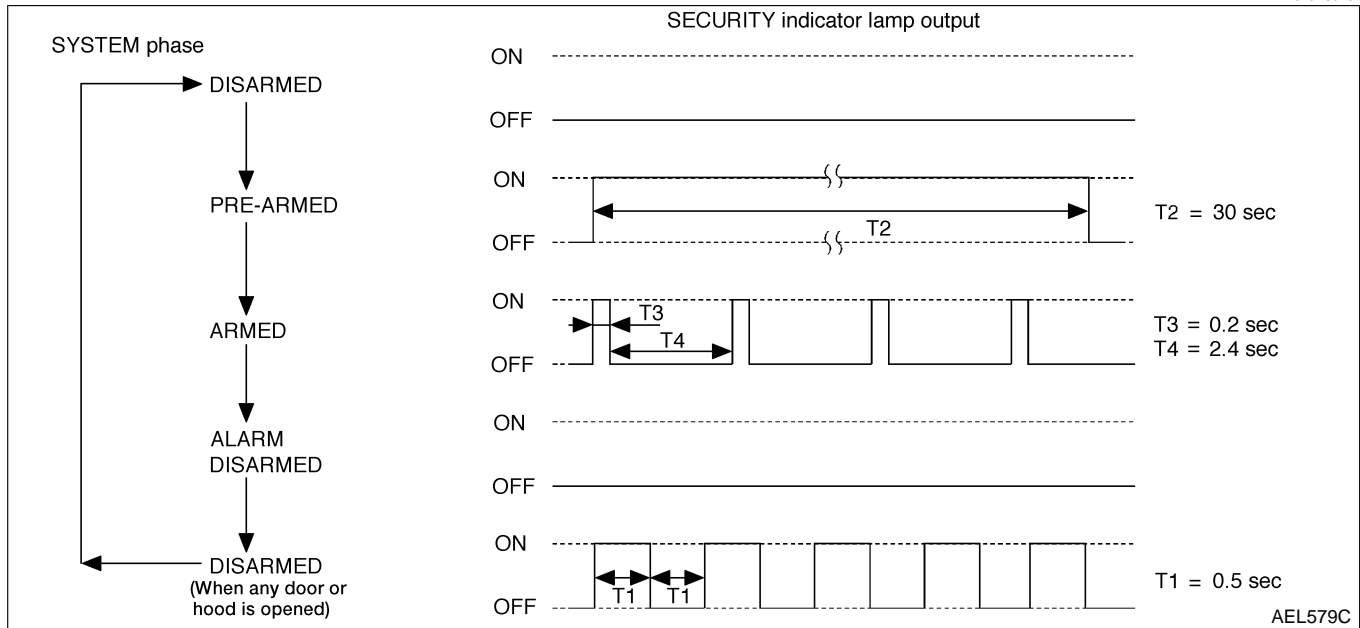 SECURITY indicator lamp output
SYSTEM phase
DISARMED
PRE-ARMED
ARMED
ALARM
DISARMED
DISARMED
(When any door or
hood is opened)
ON
OFF
ON
T2
OFF
T2 = 30 sec
ON
T3
T4
OFF
T3 = 0.2 sec
T4 = 2.4 sec
ON
OFF
ON
T1 T1
OFF
T1 = 0.5 sec
AEL579C